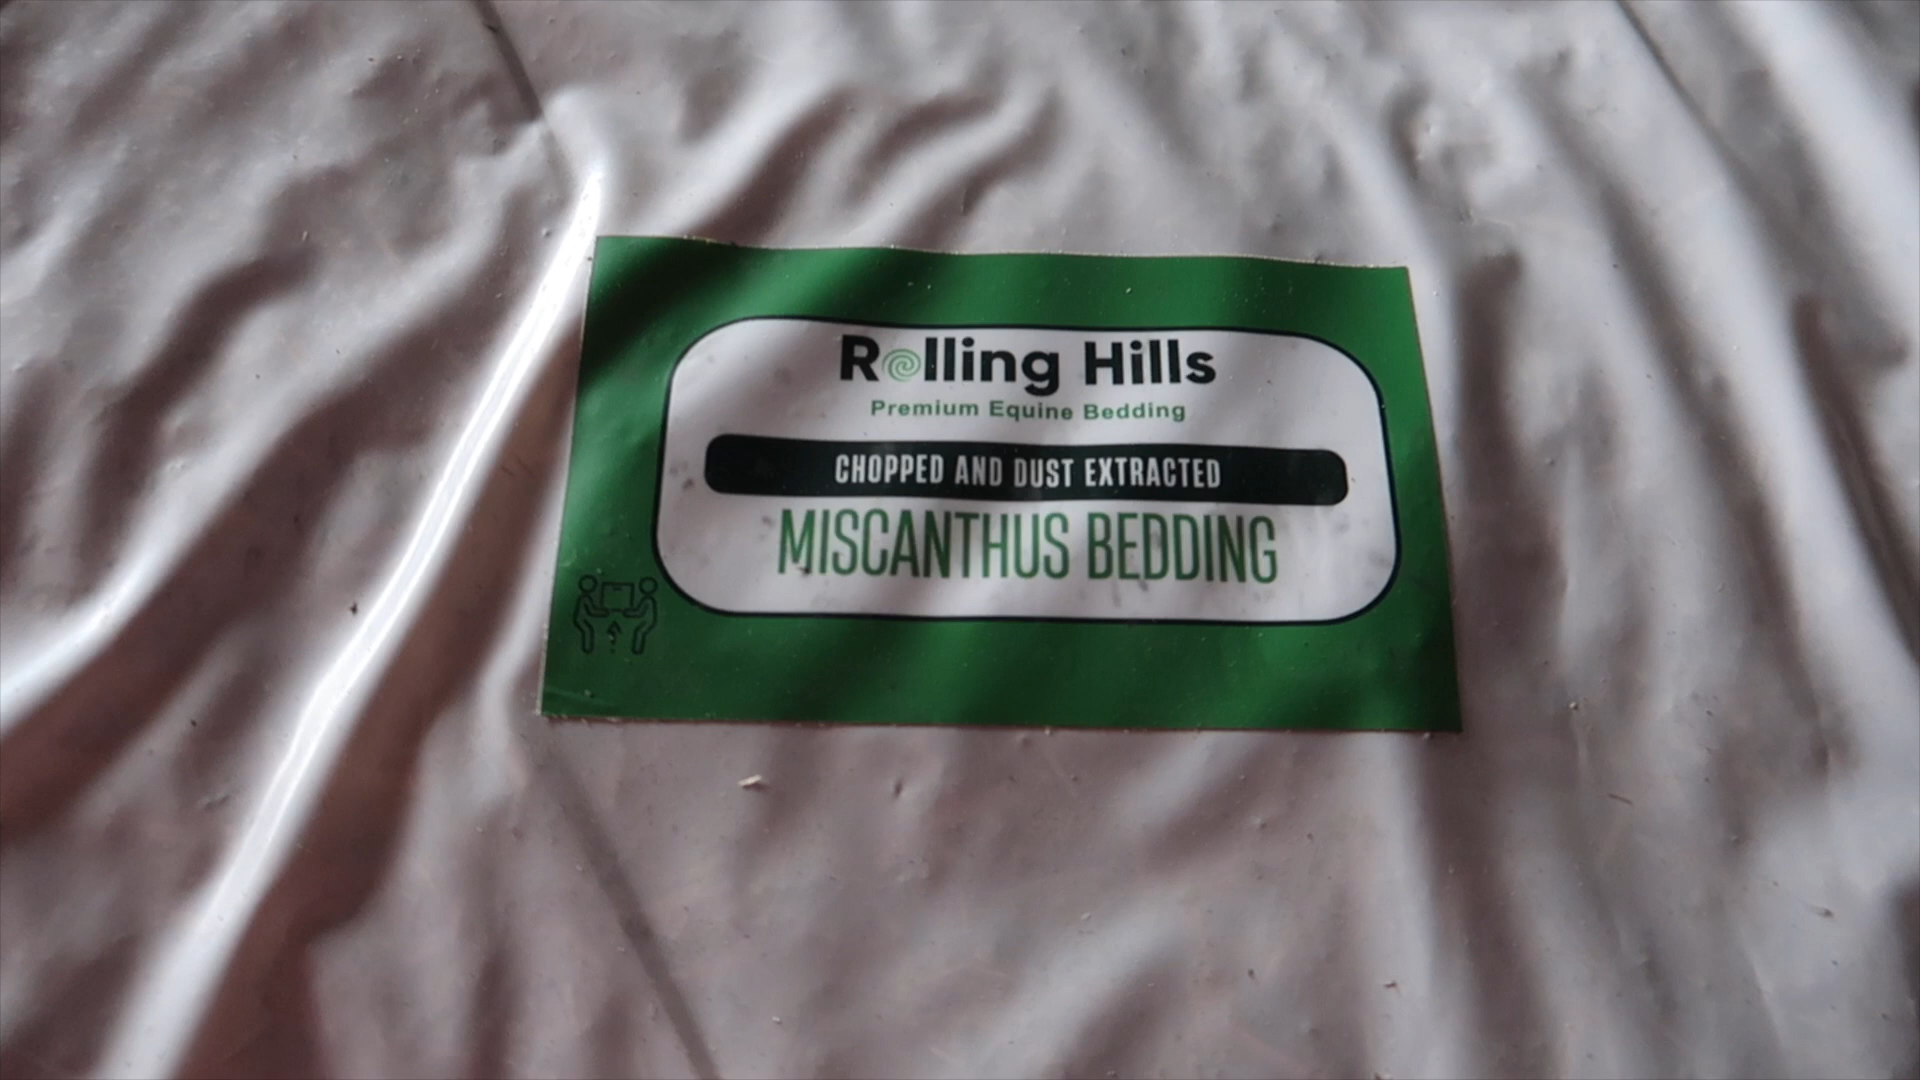 Rolling Hills
Premium Equine Bedding
CHOPPED AND DUST EXTRACTED
MISCANTHUS BEDDING